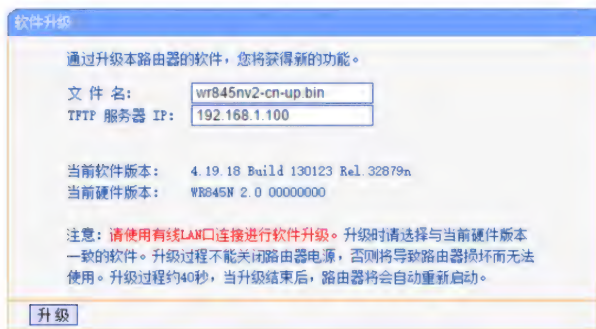 软件升级
通过升级本路由器的软件，您将获得新的功能。
文 件 名： wr845nv2-cn-up.bin
TFTP 服务器 IP： 192.168.1.100
当前软件版本： 4.19.18 Build 130123 Rel.32879n
当前硬件版本： WR845N 2.0 00000000
注意：请使用有线LAN口连接进行软件升级。升级时请选择与当前硬件版本
一致的软件。升级过程不能关闭路由器电源，否则将导致路由器损坏而无法
使用。升级过程约40秒，当升级结束后，路由器将会自动重新启动。
升 级